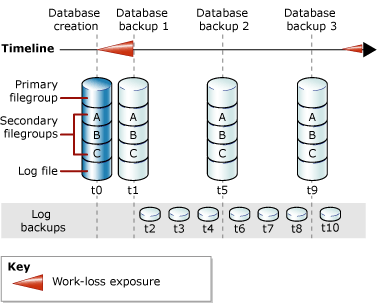 Database creation
Database backup 1
Database backup 2
Database backup 3
Timeline
Primary filegroup
Secondary filegroups
Log file
A
B
C
A
B
C
A
B
C
A
B
C
t0
t1
t5
t9
Log backups
t2
t3
t4
t6
t7
t8
t10
Key
Work-loss exposure